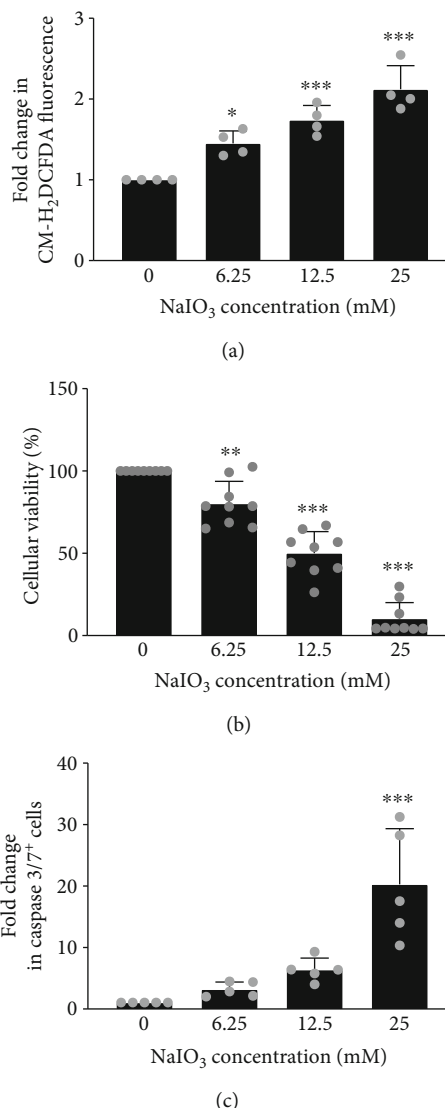 Fold change in
CM-H₂DCFDA fluorescence
3
2
1
0
*
***
***
0 6.25 12.5 25
NaIO₃ concentration (mM)
(a)
Cellular viability (%)
150
100
50
0
**
***
***
0 6.25 12.5 25
NaIO₃ concentration (mM)
(b)
Fold change
in caspase 3/7⁺ cells
40
30
20
10
0
***
0 6.25 12.5 25
NaIO₃ concentration (mM)
(c)